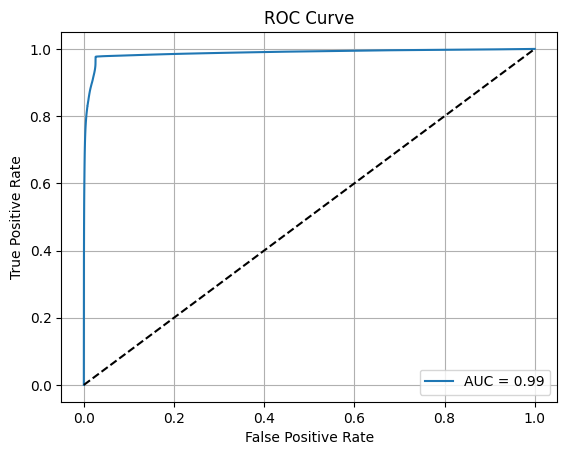 ROC Curve
True Positive Rate
1.0
0.8
0.6
0.4
0.2
0.0
AUC = 0.99
0.0 0.2 0.4 0.6 0.8 1.0
False Positive Rate